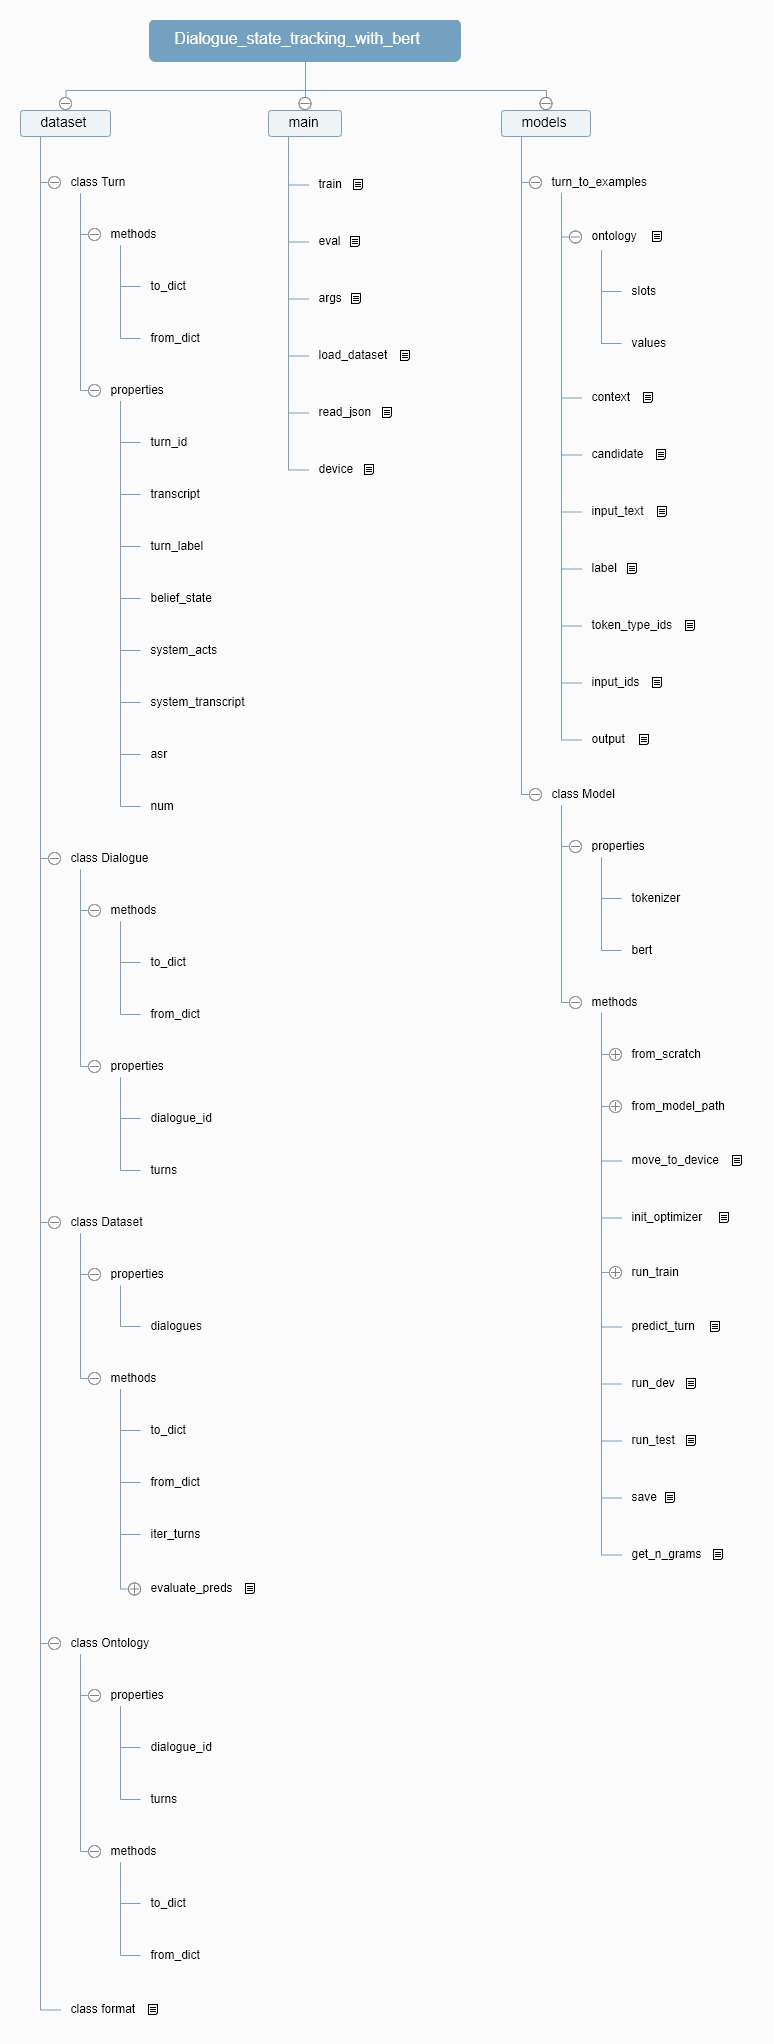 Dialogue_state_tracking_with_bert
dataset
class Turn
methods
to_dict
from_dict
properties
turn_id
transcript
turn_label
belief_state
system_acts
system_transcript
asr
num
class Dialogue
methods
to_dict
from_dict
properties
dialogue_id
turns
class Dataset
properties
dialogues
methods
to_dict
from_dict
iter_turns
evaluate_preds
class Ontology
properties
dialogue_id
turns
methods
to_dict
from_dict
class format
main
train
eval
args
load_dataset
read_json
device
models
turn_to_examples
ontology
slots
values
context
candidate
input_text
label
token_type_ids
input_ids
output
class Model
properties
tokenizer
bert
methods
from_scratch
from_model_path
move_to_device
init_optimizer
run_train
predict_turn
run_dev
run_test
save
get_n_grams